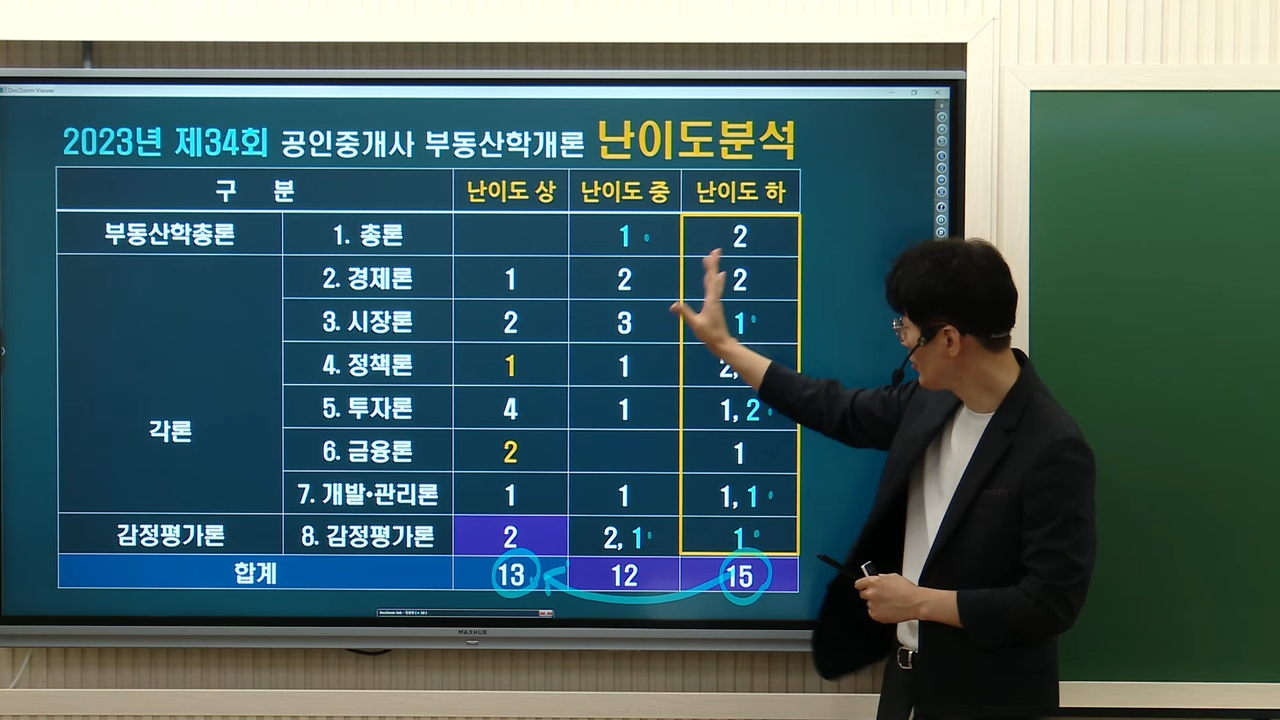 DocZoom Viewer
2023년 제34회 공인중개사 부동산학개론 난이도분석
구 분 난이도 상 난이도 중 난이도 하
부동산학총론 1. 총론 1 2
2. 경제론 1 2 2
3. 시장론 2 3 1
4. 정책론 1 1 2,
5. 투자론 4 1 1, 2
각론
6. 금융론 2 1
7. 개발•관리론 1 1 1, 1
감정평가론 8. 감정평가론 2 2, 1 1
합계 13 12 15
MAXHUB